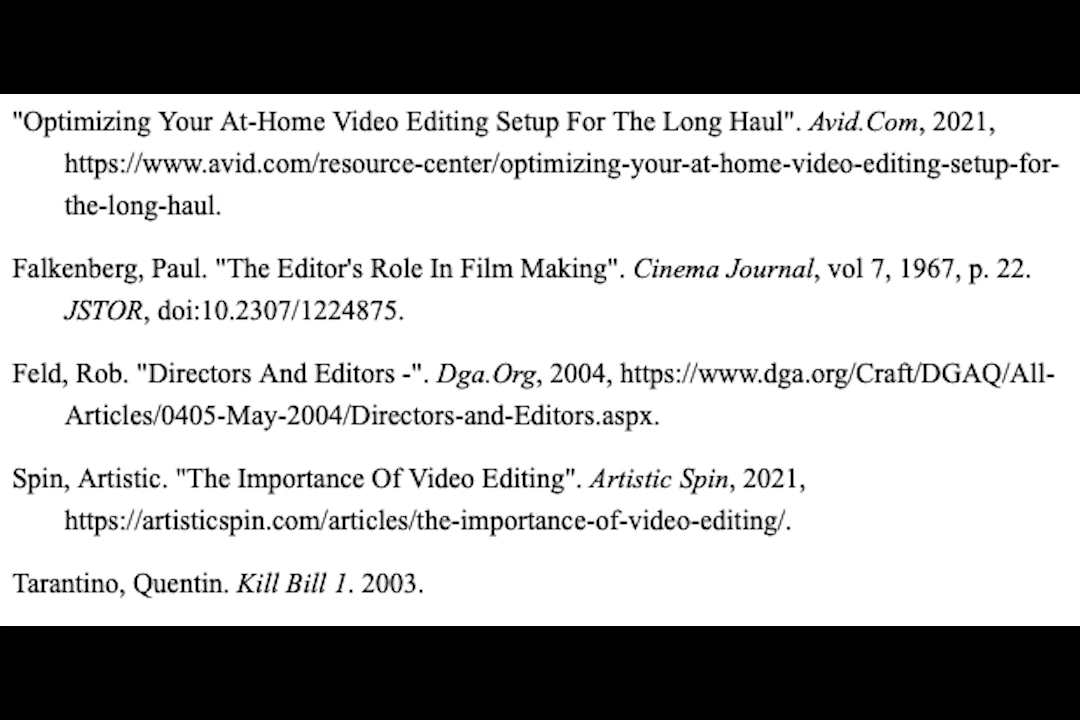 "Optimizing Your At-Home Video Editing Setup For The Long Haul". Avid.Com, 2021,
https://www.avid.com/resource-center/optimizing-your-at-home-video-editing-setup-for-
the-long-haul.
Falkenberg, Paul. "The Editor's Role In Film Making". Cinema Journal, vol 7, 1967, p. 22.
JSTOR, doi:10.2307/1224875.
Feld, Rob. "Directors And Editors -". Dga.Org, 2004, https://www.dga.org/Craft/DGAQ/All-
Articles/0405-May-2004/Directors-and-Editors.aspx.
Spin, Artistic. "The Importance Of Video Editing". Artistic Spin, 2021,
https://artisticspin.com/articles/the-importance-of-video-editing/.
Tarantino, Quentin. Kill Bill 1. 2003.